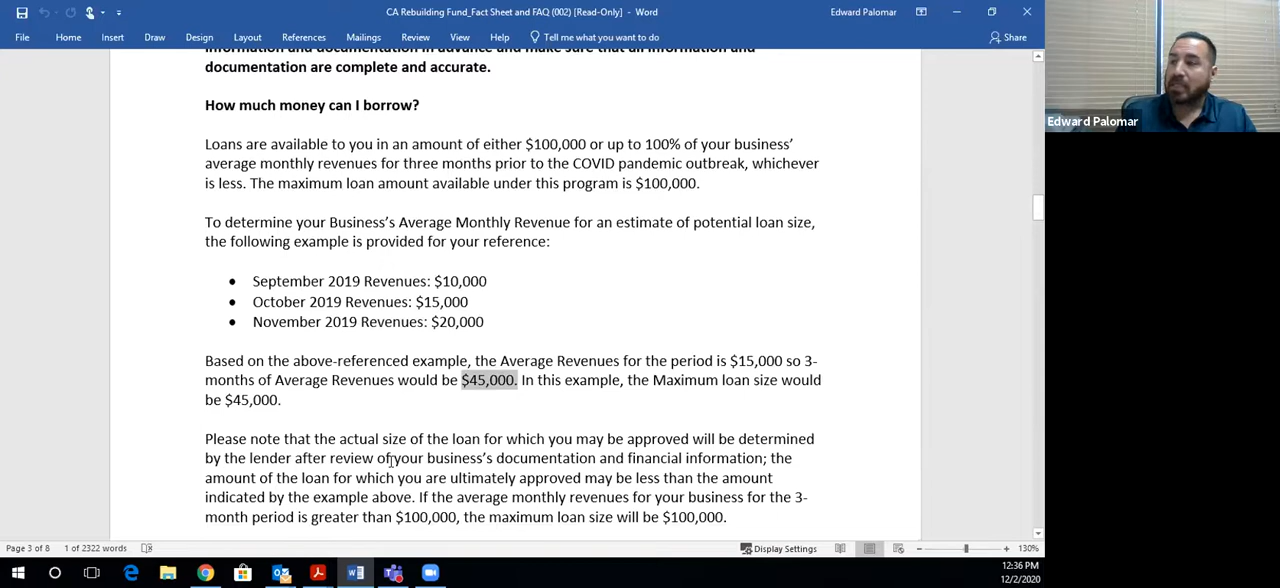 CA Rebuilding Fund_Fact Sheet and FAQ (002) [Read-Only] - Word
Edward Palomar
File Home Insert Draw Design Layout References Mailings Review View Help Tell me what you want to do Share
information and documentation in advance and make sure that all information and
documentation are complete and accurate.
How much money can I borrow?
Loans are available to you in an amount of either $100,000 or up to 100% of your business'
average monthly revenues for three months prior to the COVID pandemic outbreak, whichever
is less. The maximum loan amount available under this program is $100,000.
To determine your Business's Average Monthly Revenue for an estimate of potential loan size,
the following example is provided for your reference:
• September 2019 Revenues: $10,000
• October 2019 Revenues: $15,000
• November 2019 Revenues: $20,000
Based on the above-referenced example, the Average Revenues for the period is $15,000 so 3-
months of Average Revenues would be $45,000. In this example, the Maximum loan size would
be $45,000.
Please note that the actual size of the loan for which you may be approved will be determined
by the lender after review of your business's documentation and financial information; the
amount of the loan for which you are ultimately approved may be less than the amount
indicated by the example above. If the average monthly revenues for your business for the 3-
month period is greater than $100,000, the maximum loan size will be $100,000.
Page 3 of 8 1 of 2322 words Display Settings 130%
12:36 PM
12/2/2020
Edward Palomar